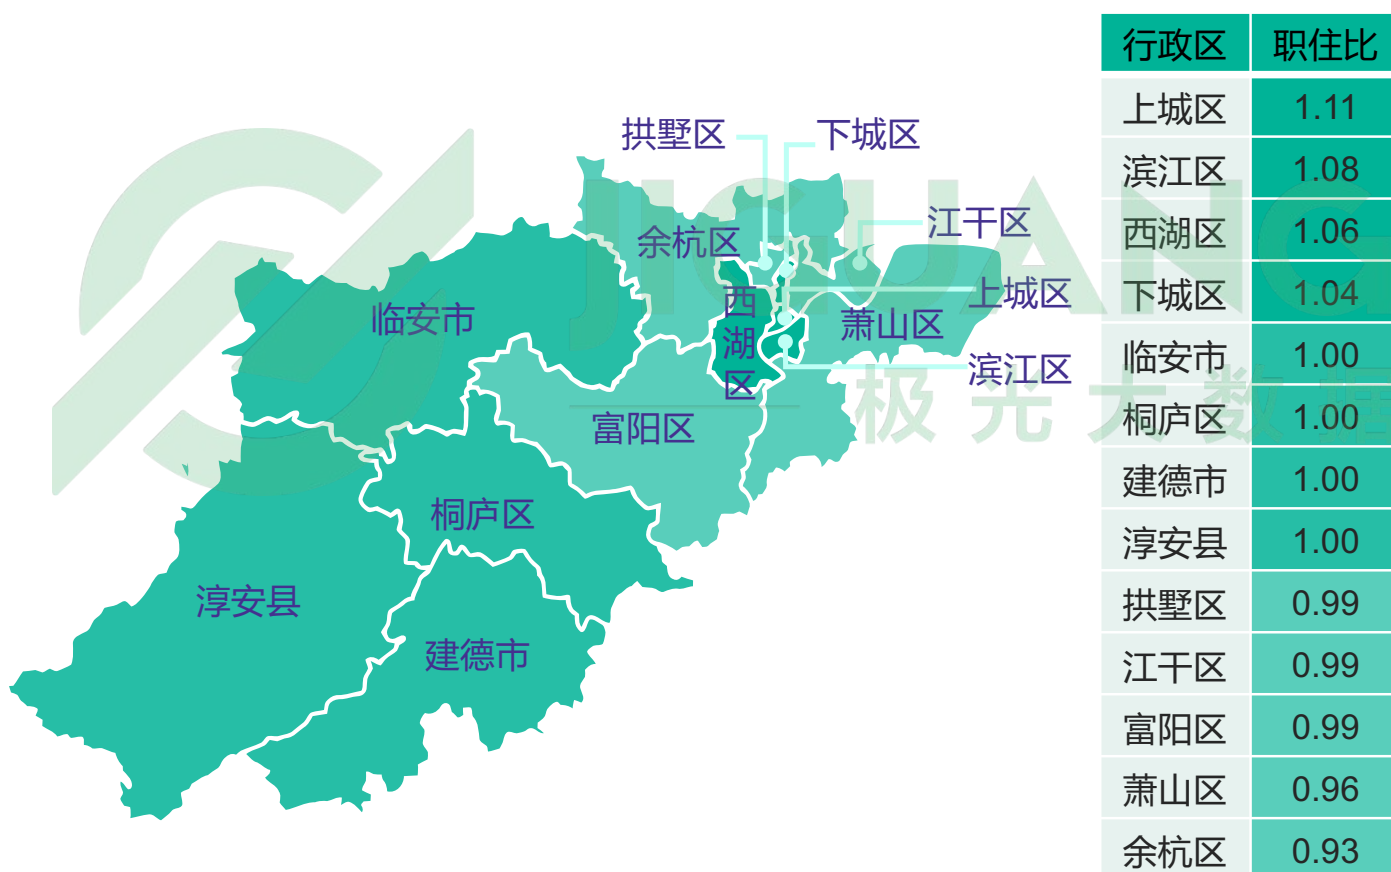 行政区 职住比
上城区 1.11
滨江区 1.08
西湖区 1.06
下城区 1.04
临安市 1.00
桐庐区 1.00
建德市 1.00
淳安县 1.00
拱墅区 0.99
江干区 0.99
富阳区 0.99
萧山区 0.96
余杭区 0.93
拱墅区
下城区
江干区
余杭区
上城区
西湖区
临安市
萧山区
滨江区
富阳区
桐庐区
淳安县
建德市
JIGUANG
极光大数据